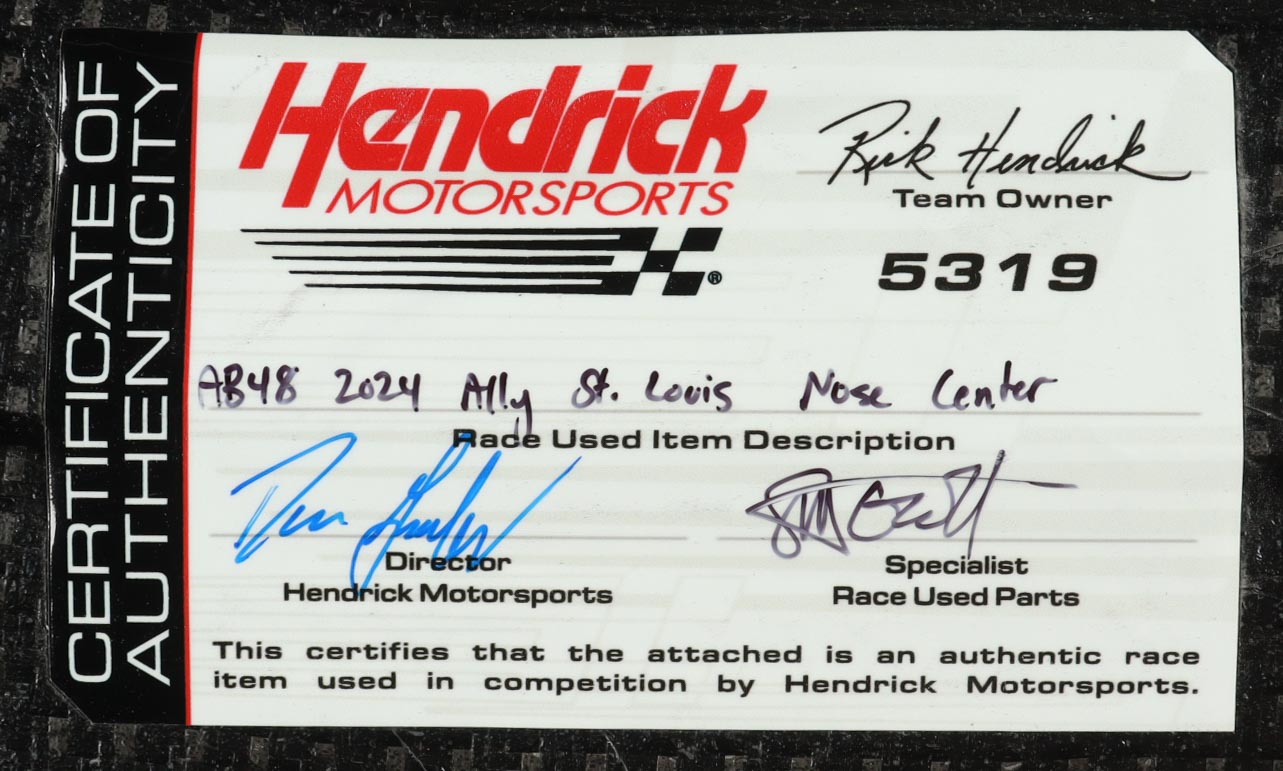 CERTIFICATE OF
AUTHENTICITY
Hendrick
MOTORSPORTS
®
Rick Hendrick
Team Owner
5319
AB48 2024 Ally St. Louis Nose Center
Race Used Item Description
Director
Hendrick Motorsports
Specialist
Race Used Parts
This certifies that the attached is an authentic race
item used in competition by Hendrick Motorsports.